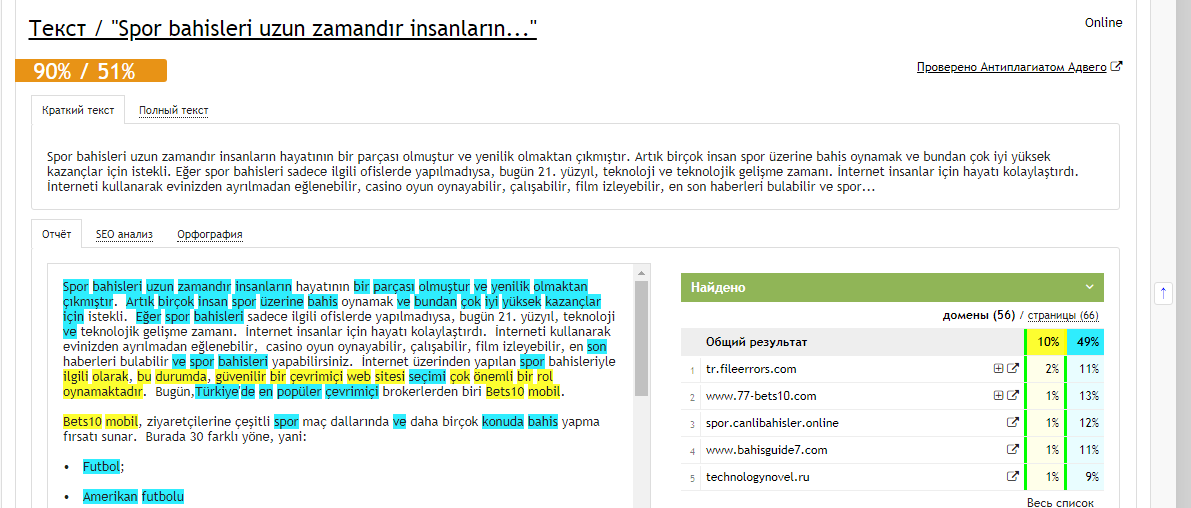 Текст / "Spor bahisleri uzun zamandır insanların..."
Online
90% / 51%
Проверено Антиплагиатом Адвего
Краткий текст
Полный текст
Spor bahisleri uzun zamandır insanların hayatının bir parçası olmuştur ve yenilik olmaktan çıkmıştır. Artık birçok insan spor üzerine bahis oynamak ve bundan çok iyi yüksek
kazançlar için istekli. Eğer spor bahisleri sadece ilgili ofislerde yapılmadıysa, bugün 21. yüzyıl, teknoloji ve teknolojik gelişme zamanı. İnternet insanlar için hayatı kolaylaştırdı.
İnterneti kullanarak evinizden ayrılmadan eğlenebilir, casino oyun oynayabilir, çalışabilir, film izleyebilir, en son haberleri bulabilir ve spor...
Отчёт
SEO анализ
Орфография
Spor bahisleri uzun zamandır insanların hayatının bir parçası olmuştur ve yenilik olmaktan
çıkmıştır. Artık birçok insan spor üzerine bahis oynamak ve bundan çok iyi yüksek kazançlar
için istekli. Eğer spor bahisleri sadece ilgili ofislerde yapılmadıysa, bugün 21. yüzyıl, teknoloji
ve teknolojik gelişme zamanı. İnternet insanlar için hayatı kolaylaştırdı. İnterneti kullanarak
evinizden ayrılmadan eğlenebilir, casino oyun oynayabilir, çalışabilir, film izleyebilir, en son
haberleri bulabilir ve spor bahisleri yapabilirsiniz. İnternet üzerinden yapılan spor bahisleriyle
ilgili olarak, bu durumda, güvenilir bir çevrimiçi web sitesi seçimi çok önemli bir rol
oynamaktadır. Bugün,Türkiye'de en popüler çevrimiçi brokerlerden biri Bets10 mobil.
Bets10 mobil, ziyaretçilerine çeşitli spor maç dallarında ve daha birçok konuda bahis yapma
fırsatı sunar. Burada 30 farklı yöne, yani:
• Futbol;
• Amerikan futbolu
Найдено
домены (56) / страницы (66)
Общий результат 10% 49%
1 tr.fileerrors.com 2% 11%
2 www.77-bets10.com 1% 13%
3 spor.canlibahisler.online 1% 12%
4 www.bahisguide7.com 1% 11%
5 technologynovel.ru 1% 9%
Весь список